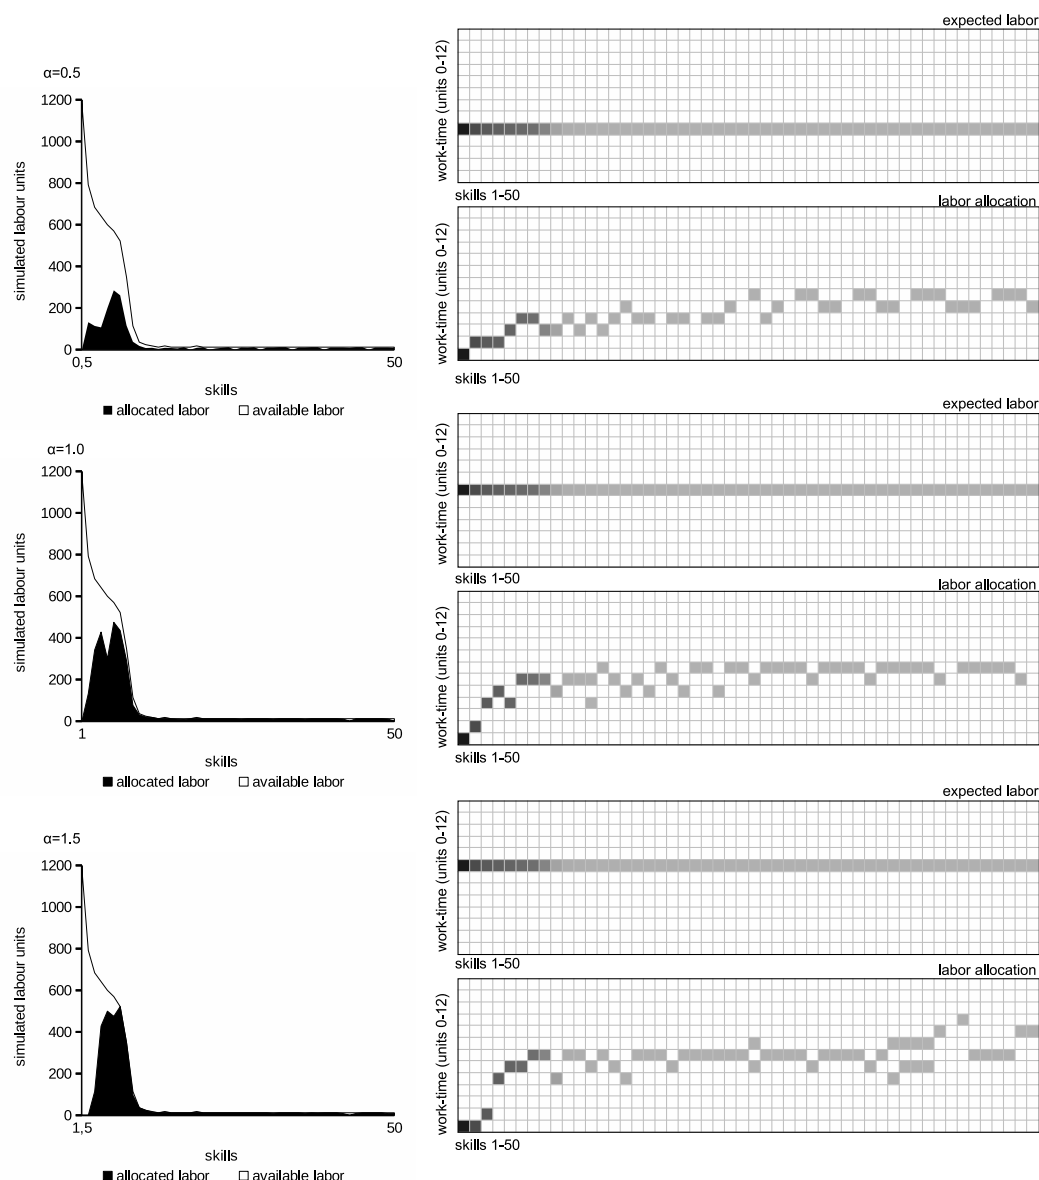 α=0.5
simulated labour units
1200
1000
800
600
400
200
0
0,5
50
skills
allocated labor
available labor
expected labor
work-time (units 0-12)
skills 1-50
labor allocation
work-time (units 0-12)
skills 1-50
α=1.0
simulated labour units
1200
1000
800
600
400
200
0
1
50
skills
allocated labor
available labor
expected labor
work-time (units 0-12)
skills 1-50
labor allocation
work-time (units 0-12)
skills 1-50
α=1.5
simulated labour units
1200
1000
800
600
400
200
0
1,5
50
skills
allocated labor
available labor
expected labor
work-time (units 0-12)
skills 1-50
labor allocation
work-time (units 0-12)
skills 1-50